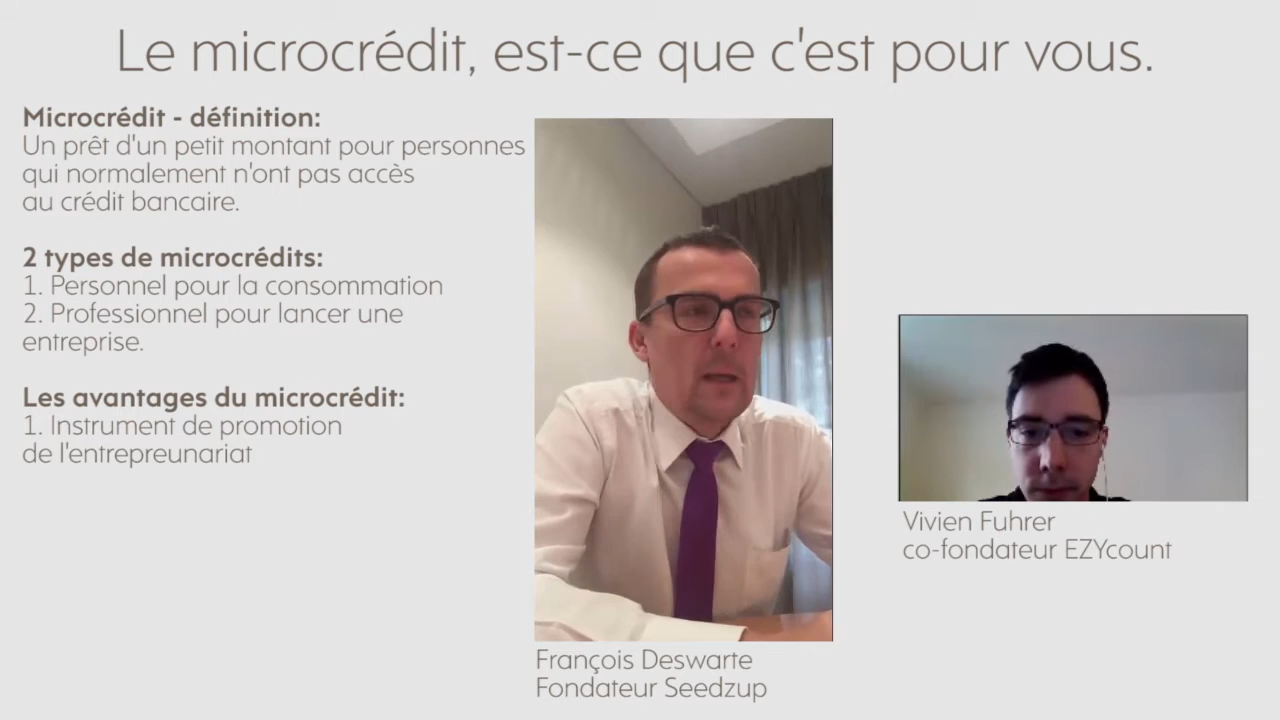 Le microcrédit, est-ce que c'est pour vous.
Microcrédit - définition:
Un prêt d'un petit montant pour personnes
qui normalement n'ont pas accès
au crédit bancaire.
2 types de microcrédits:
1. Personnel pour la consommation
2. Professionnel pour lancer une
entreprise.
Les avantages du microcrédit:
1. Instrument de promotion
de l'entrepreunariat
François Deswarte
Fondateur Seedzup
Vivien Fuhrer
co-fondateur EZYcount